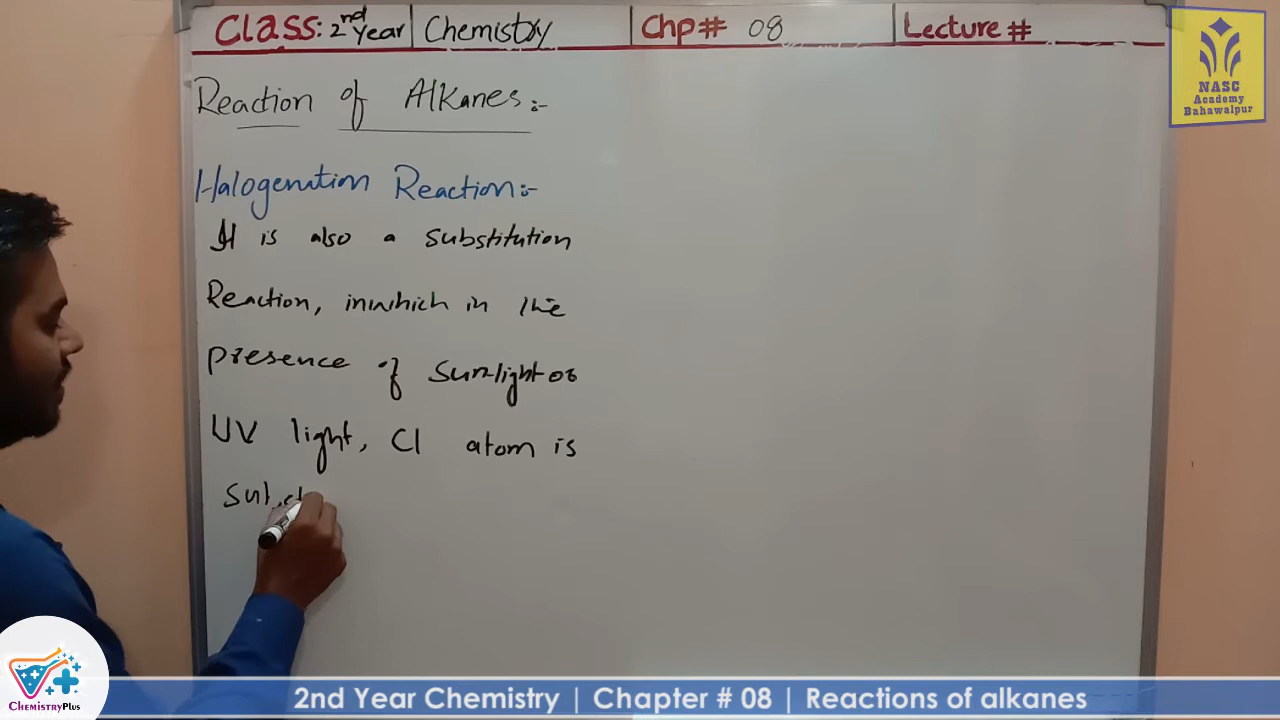 Class: 2nd Year Chemistry Chp# 08 Lecture #
NASC
Academy
Bahawalpur
Reaction of Alkanes:-
Halogenation Reaction:-
It is also a substitution
Reaction, inwhich in the
presence of Sunlight or
UV light, Cl atom is
ChemistryPlus
2nd Year Chemistry | Chapter # 08 | Reactions of alkanes